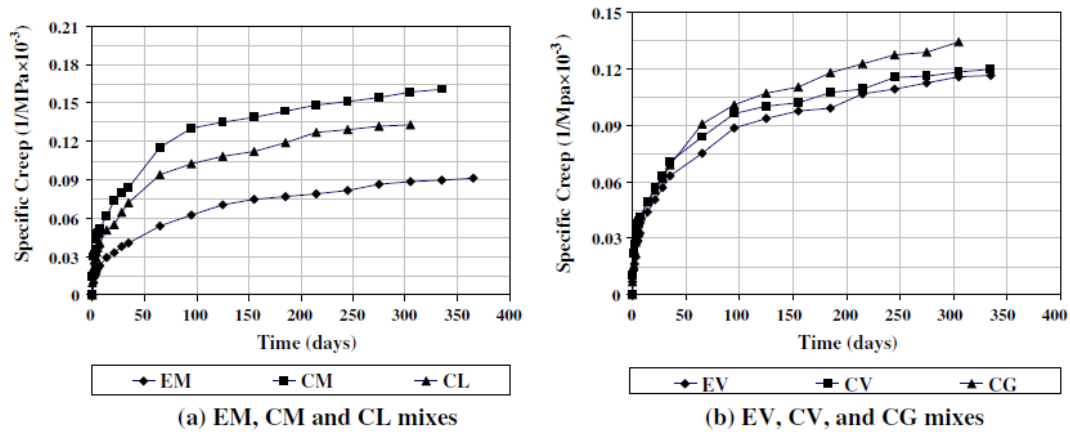 (a)
0.21
0.18
0.15
0.12
0.09
0.06
0.03
0
Specific Creep (1/MPa×10⁻³)
0 50 100 150 200 250 300 350 400
Time (days)
EM CM CL
(a) EM, CM and CL mixes
(b)
0.15
0.12
0.09
0.06
0.03
0
Specific Creep (1/Mpa×10⁻³)
0 50 100 150 200 250 300 350 400
Time (days)
EV CV CG
(b) EV, CV, and CG mixes